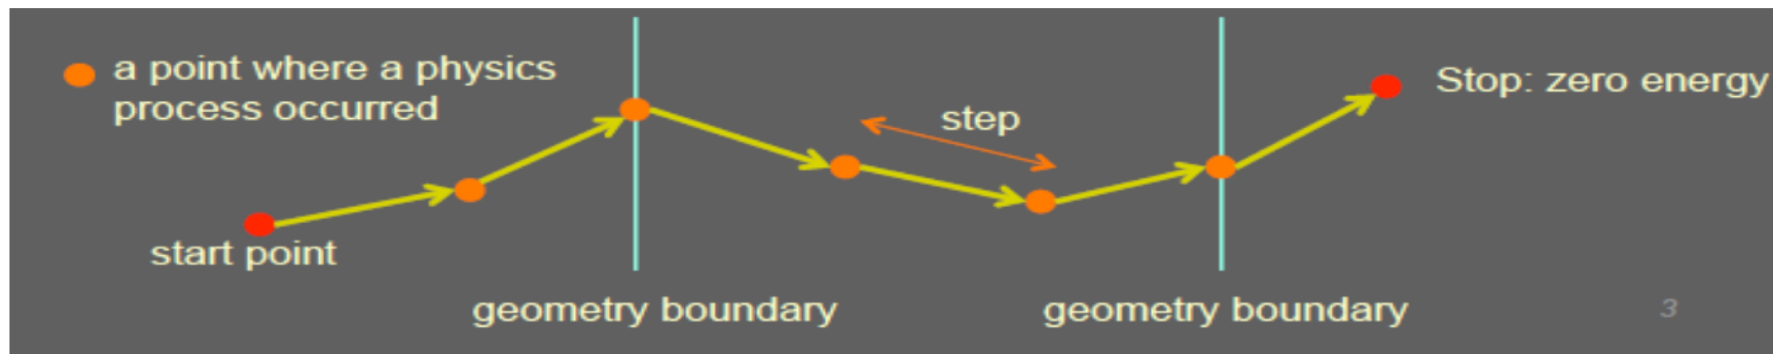 a point where a physics
process occurred
step
Stop: zero energy
start point
geometry boundary
geometry boundary
3